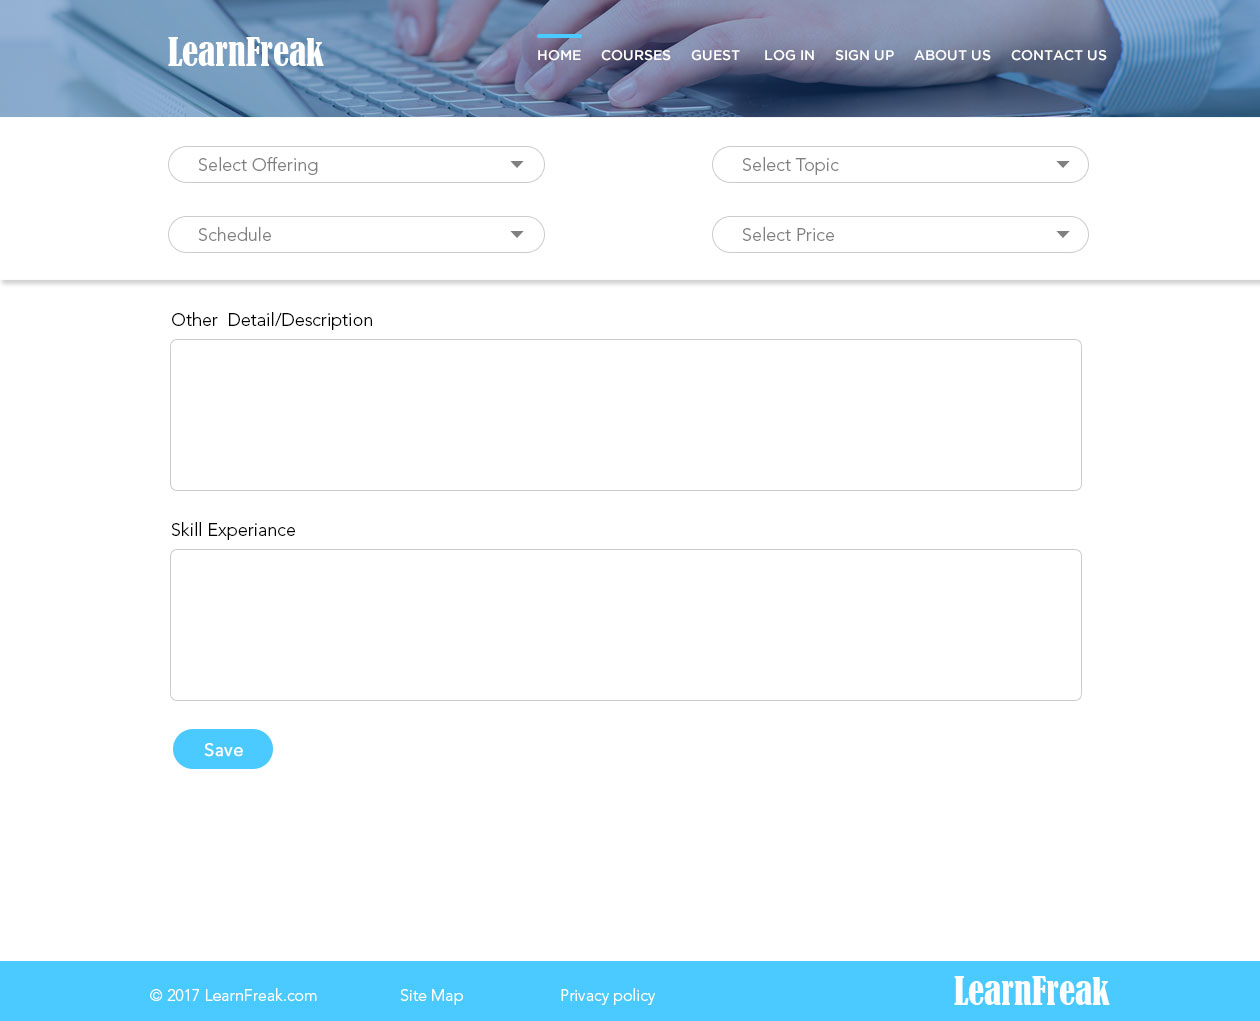 LearnFreak
HOME COURSES GUEST LOG IN SIGN UP ABOUT US CONTACT US
Select Offering Select Topic
Schedule Select Price
Other Detail/Description
Skill Experiance
Save
© 2017 LearnFreak.com Site Map Privacy policy LearnFreak